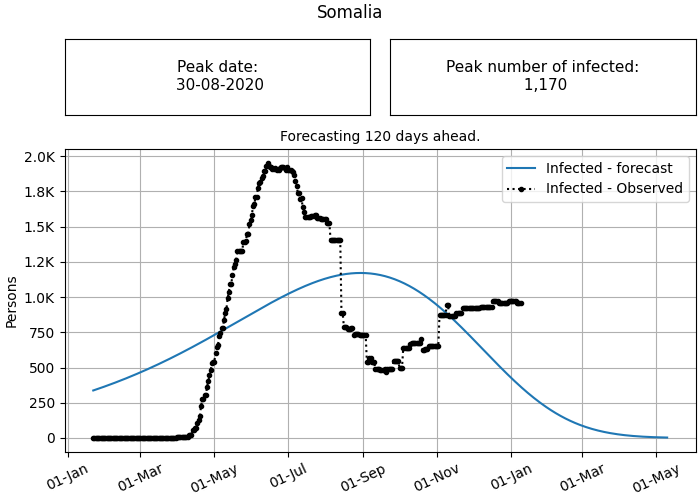 Somalia
Peak date:
30-08-2020
Peak number of infected:
1,170
Forecasting 120 days ahead.
Infected - forecast
Infected - Observed
Persons
2.0K
1.8K
1.5K
1.2K
1.0K
750
500
250
0
01-Jan
01-Mar
01-May
01-Jul
01-Sep
01-Nov
01-Jan
01-Mar
01-May